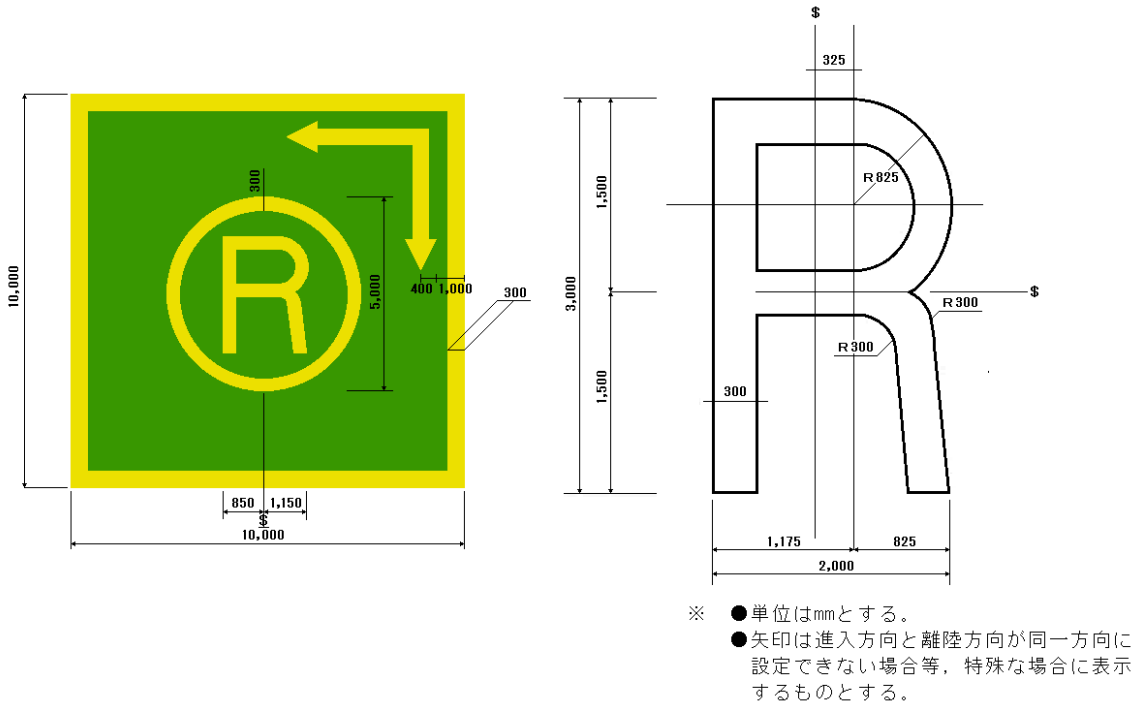 10,000
300
R
5,000
400
1,000
300
850
1,150
10,000
325
R825
1,500
3,000
R300
R300
1,500
300
1,175
825
2,000
※ ●単位は㎜とする。
●矢印は進入方向と離陸方向が同一方向に
設定できない場合等，特殊な場合に表示
するものとする。